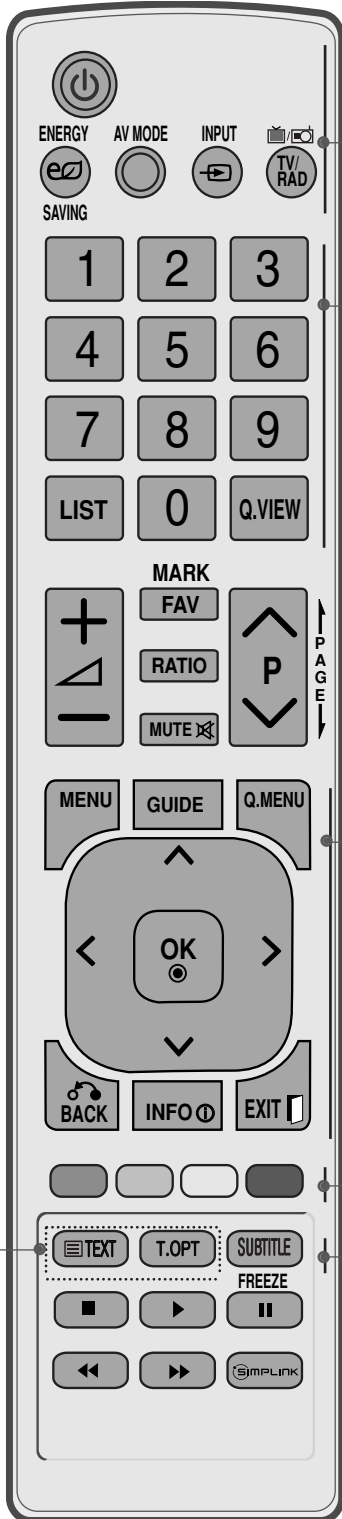 ENERGY AV MODE INPUT
TV/
RAD
SAVING
1 2 3
4 5 6
7 8 9
LIST 0 Q.VIEW
MARK
FAV
RATIO P
MUTE
PAGE
MENU GUIDE Q.MENU
OK
BACK INFO EXIT
TEXT T.OPT SUBTITLE
FREEZE
SIMPLINK